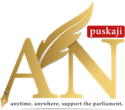 puskaji
AN
anytime. anywhere. support the parliament.